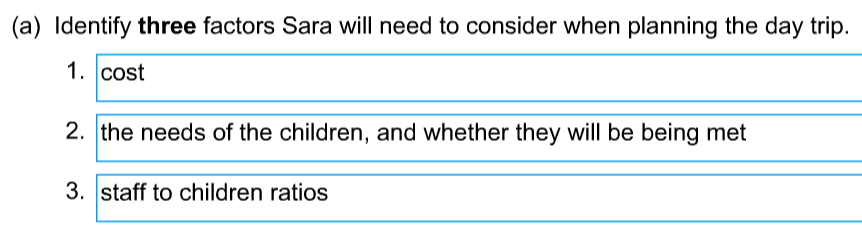 (a) Identify three factors Sara will need to consider when planning the day trip.
1. cost
2. the needs of the children, and whether they will be being met
3. staff to children ratios